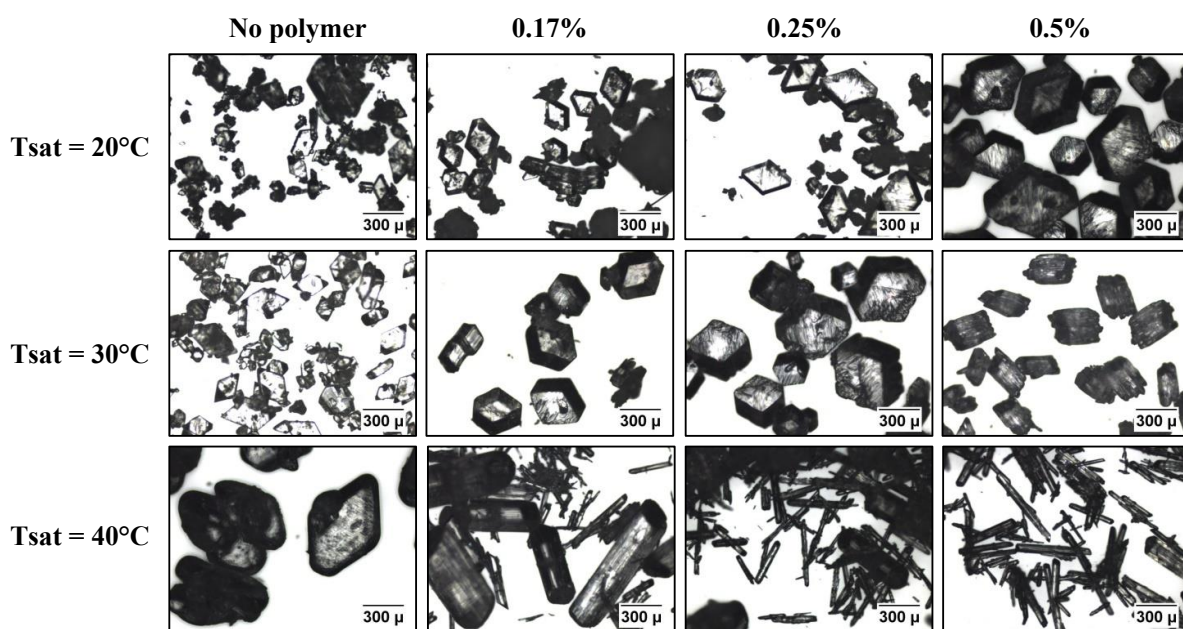 No polymer 0.17% 0.25% 0.5%
Tsat = 20°C
300 µ 300 µ 300 µ 300 µ
Tsat = 30°C
300 µ 300 µ 300 µ 300 µ
Tsat = 40°C
300 µ 300 µ 300 µ 300 µ